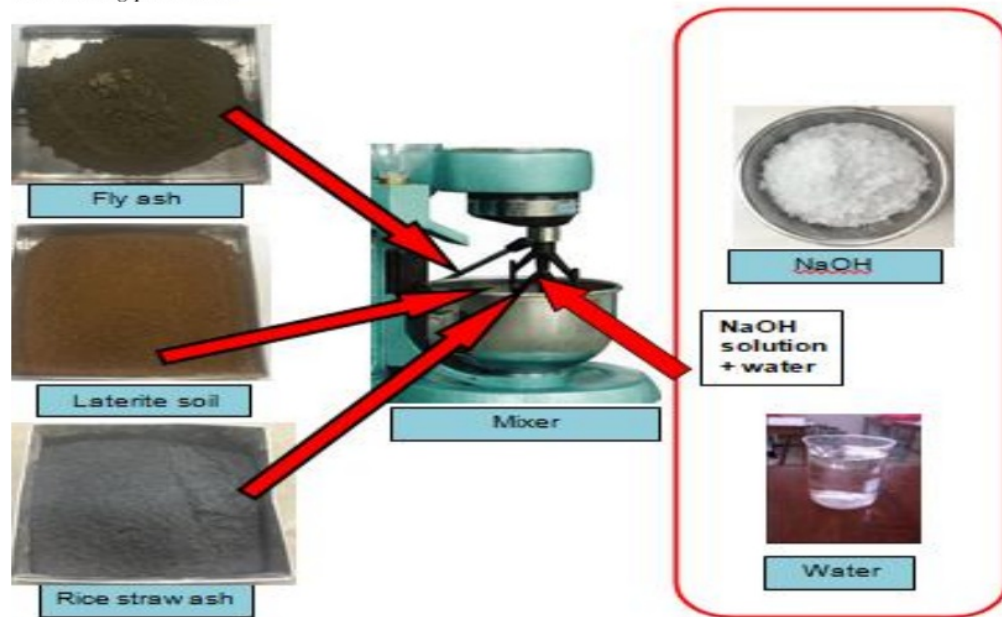 Fly ash
Laterite soil
Rice straw ash
Mixer
NaOH
NaOH
solution
+ water
Water